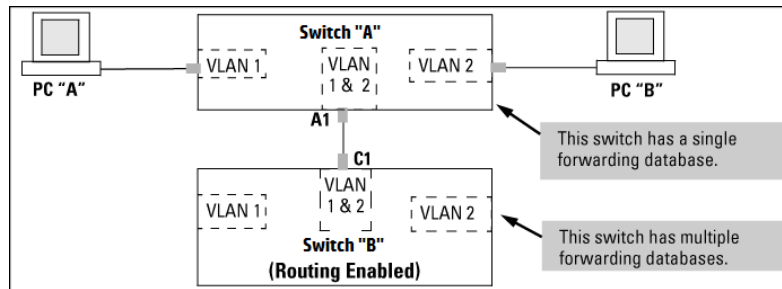 Switch "A"
PC "A"
VLAN 1
VLAN
1 & 2
VLAN 2
PC "B"
A1
This switch has a single
forwarding database.
C1
VLAN 1
VLAN
1 & 2
VLAN 2
Switch "B"
(Routing Enabled)
This switch has multiple
forwarding databases.